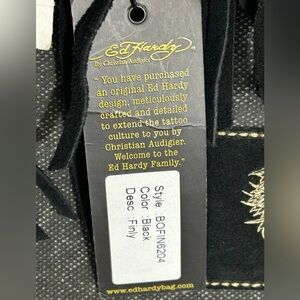 Ed Hardy
By Christian Audigier
"You have purchased
an original Ed Hardy
design, meticulously
crafted and detailed
to extend the tattoo
culture to you by
Christian Audigier.
Welcome to the
Ed Hardy Family."
Style :BOFIN6204
Color :Black
Desc :Finly
www.edhardybag.com